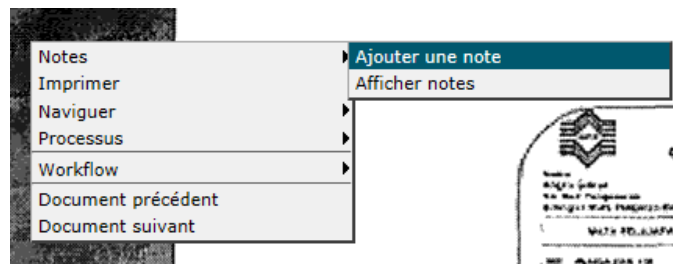 Notes
Ajouter une note
Imprimer
Afficher notes
Naviguer
Processus
Workflow
Document précédent
Document suivant